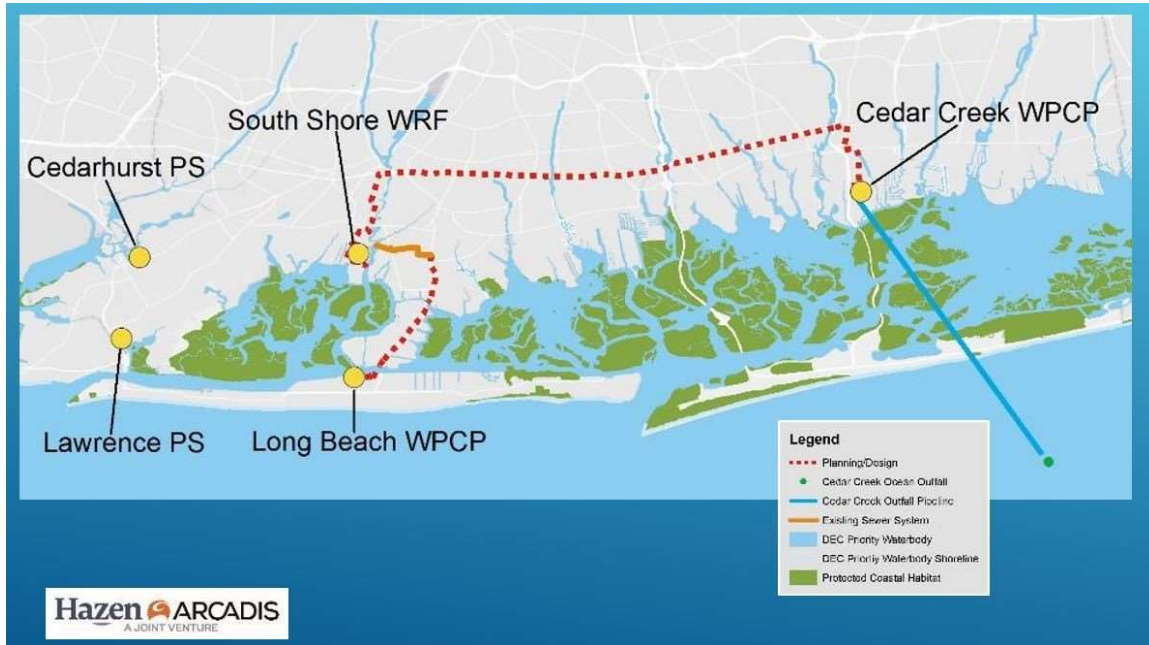 South Shore WRF
Cedar Creek WPCP
Cedarhurst PS
Lawrence PS
Long Beach WPCP
Legend
Planning/Design
Cedar Creek Ocean Outfall
Cedar Creek Outfall Pipeline
Existing Sewer System
DEC Priority Waterbody
DEC Priority Waterbody Shoreline
Protected Coastal Habitat
Hazen ARCADIS
A JOINT VENTURE